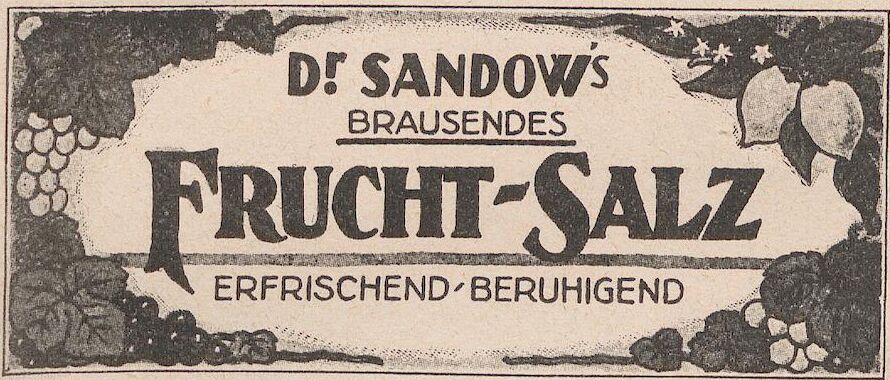 Dr. SANDOW's
BRAUSENDES
FRUCHT-SALZ
ERFRISCHEND-BERUHIGEND